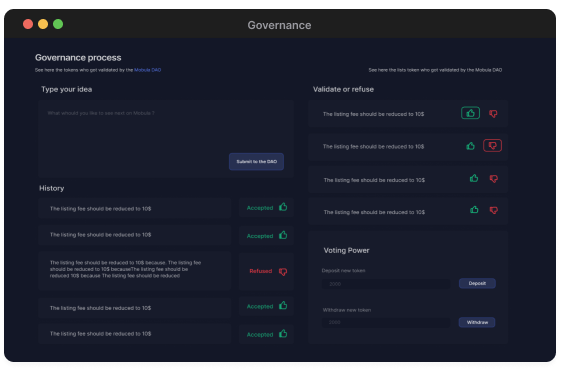 Governance
Governance process
See here the tokens who got validated by the Mobula DAO
See here the lists token who got validated by the Mobula DAO
Type your idea
What would you like to see next on Mobula ?
Submit to the DAO
History
The listing fee should be reduced to 10$
Accepted
The listing fee should be reduced to 10$
Accepted
The listing fee should be reduced to 10$ because. The listing fee
should be reduced to 10$ becauseThe listing fee should be
reduced 10$ because The listing fee should be reduced
Refused
The listing fee should be reduced to 10$
Accepted
The listing fee should be reduced to 10$
Accepted
Validate or refuse
The listing fee should be reduced to 10$
The listing fee should be reduced to 10$
The listing fee should be reduced to 10$
The listing fee should be reduced to 10$
Voting Power
Deposit new token
Deposit
Withdraw new token
Withdraw